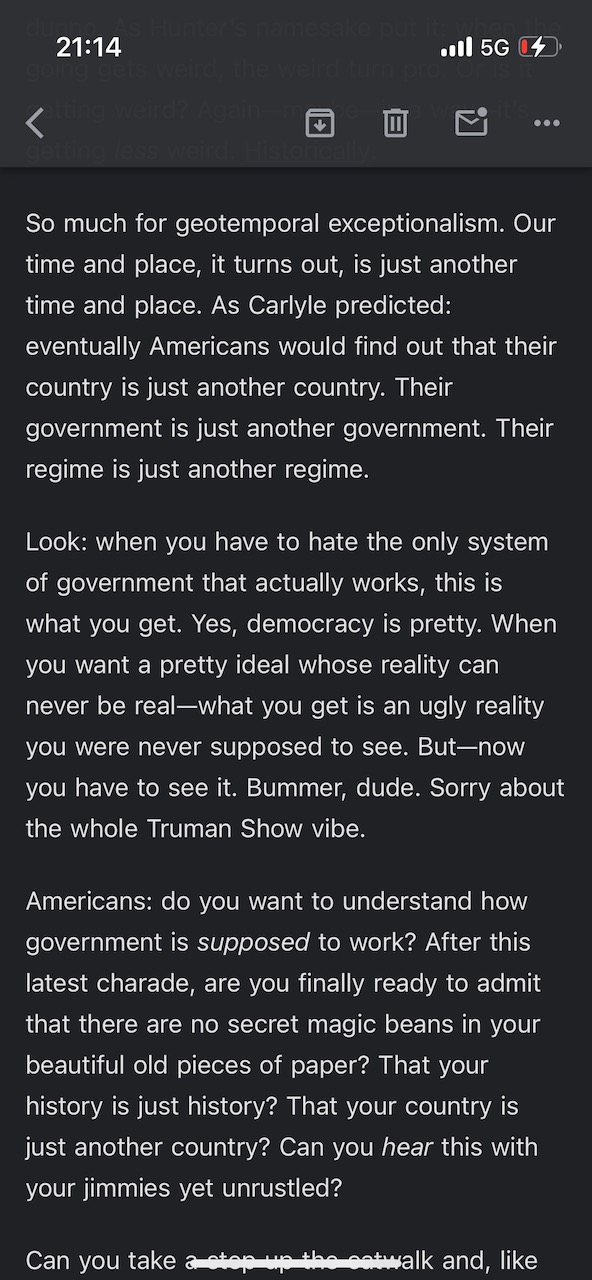 dunno. As Hunter's namesake put it: when the
21:14
5G
going gets weird, the weird turn pro. Or is it
getting weird? Again—
it's
getting less weird. Historically,
So much for geotemporal exceptionalism. Our
time and place, it turns out, is just another
time and place. As Carlyle predicted:
eventually Americans would find out that their
country is just another country. Their
government is just another government. Their
regime is just another regime.
Look: when you have to hate the only system
of government that actually works, this is
what you get. Yes, democracy is pretty. When
you want a pretty ideal whose reality can
never be real—what you get is an ugly reality
you were never supposed to see. But—now
you have to see it. Bummer, dude. Sorry about
the whole Truman Show vibe.
Americans: do you want to understand how
government is supposed to work? After this
latest charade, are you finally ready to admit
that there are no secret magic beans in your
beautiful old pieces of paper? That your
history is just history? That your country is
just another country? Can you hear this with
your jimmies yet unrustled?
Can you take a step up the catwalk and, like